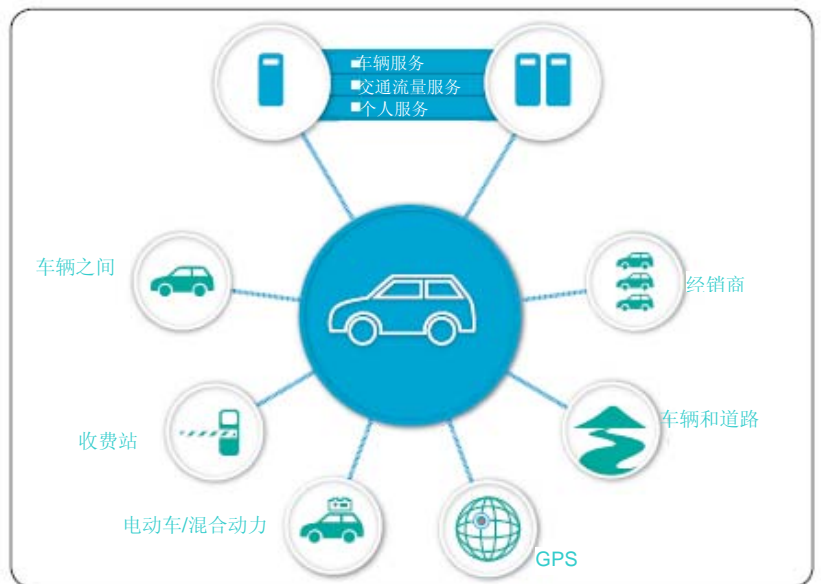 车辆服务
交通流量服务
个人服务
车辆之间
经销商
车辆和道路
收费站
电动车/混合动力
GPS